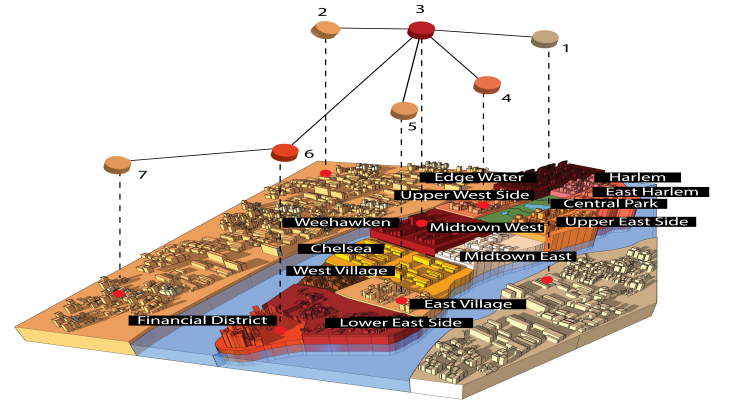 2
3
1
4
5
6
7
Edge Water
Harlem
Upper West Side
East Harlem
Central Park
Weehawken
Midtown West
Upper East Side
Chelsea
Midtown East
West Village
East Village
Financial District
Lower East Side